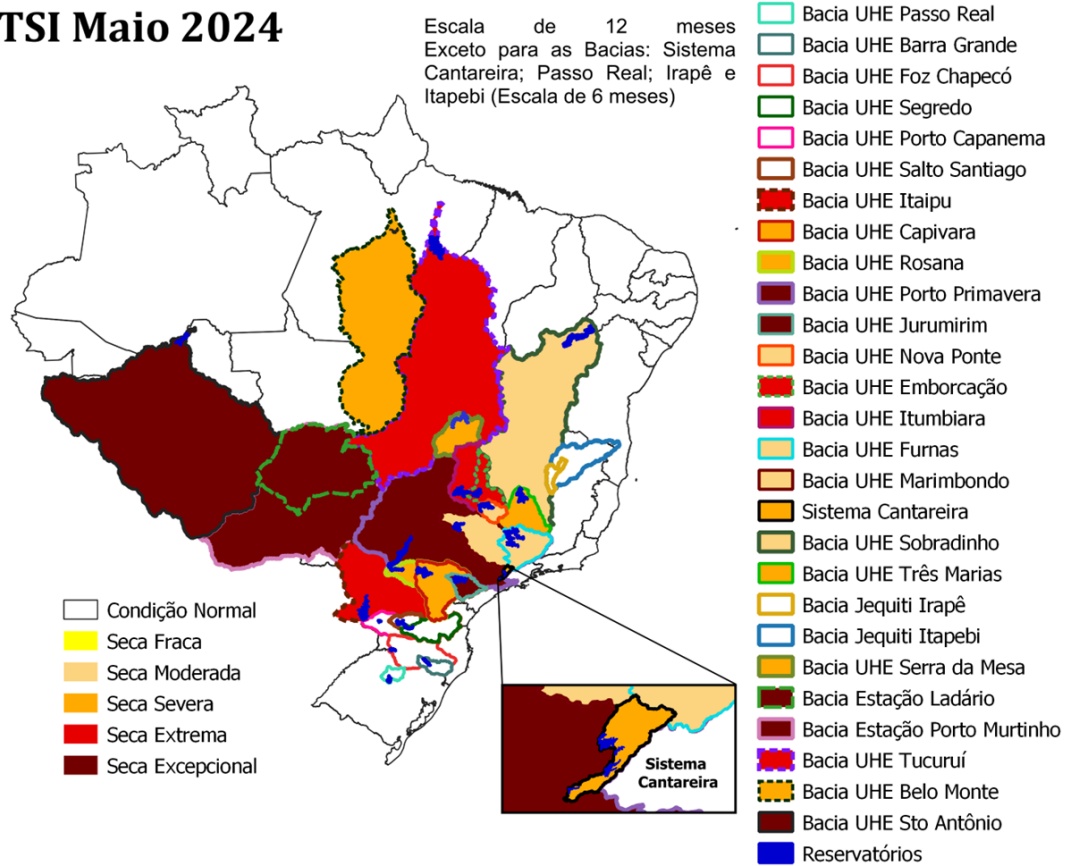 TSI Maio 2024
Escala de 12 meses
Exceto para as Bacias: Sistema
Cantareira; Passo Real; Irapê e
Itapebi (Escala de 6 meses)
Bacia UHE Passo Real
Bacia UHE Barra Grande
Bacia UHE Foz Chapecó
Bacia UHE Segredo
Bacia UHE Porto Capanema
Bacia UHE Salto Santiago
Bacia UHE Itaipu
Bacia UHE Capivara
Bacia UHE Rosana
Bacia UHE Porto Primavera
Bacia UHE Jurumirim
Bacia UHE Nova Ponte
Bacia UHE Emborcação
Bacia UHE Itumbiara
Bacia UHE Furnas
Bacia UHE Marimbondo
Sistema Cantareira
Bacia UHE Sobradinho
Bacia UHE Três Marias
Bacia Jequiti Irapê
Bacia Jequiti Itapebi
Bacia UHE Serra da Mesa
Bacia Estação Ladário
Bacia Estação Porto Murtinho
Bacia UHE Tucuruí
Bacia UHE Belo Monte
Bacia UHE Sto Antônio
Reservatórios
Condição Normal
Seca Fraca
Seca Moderada
Seca Severa
Seca Extrema
Seca Excepcional
Sistema
Cantareira